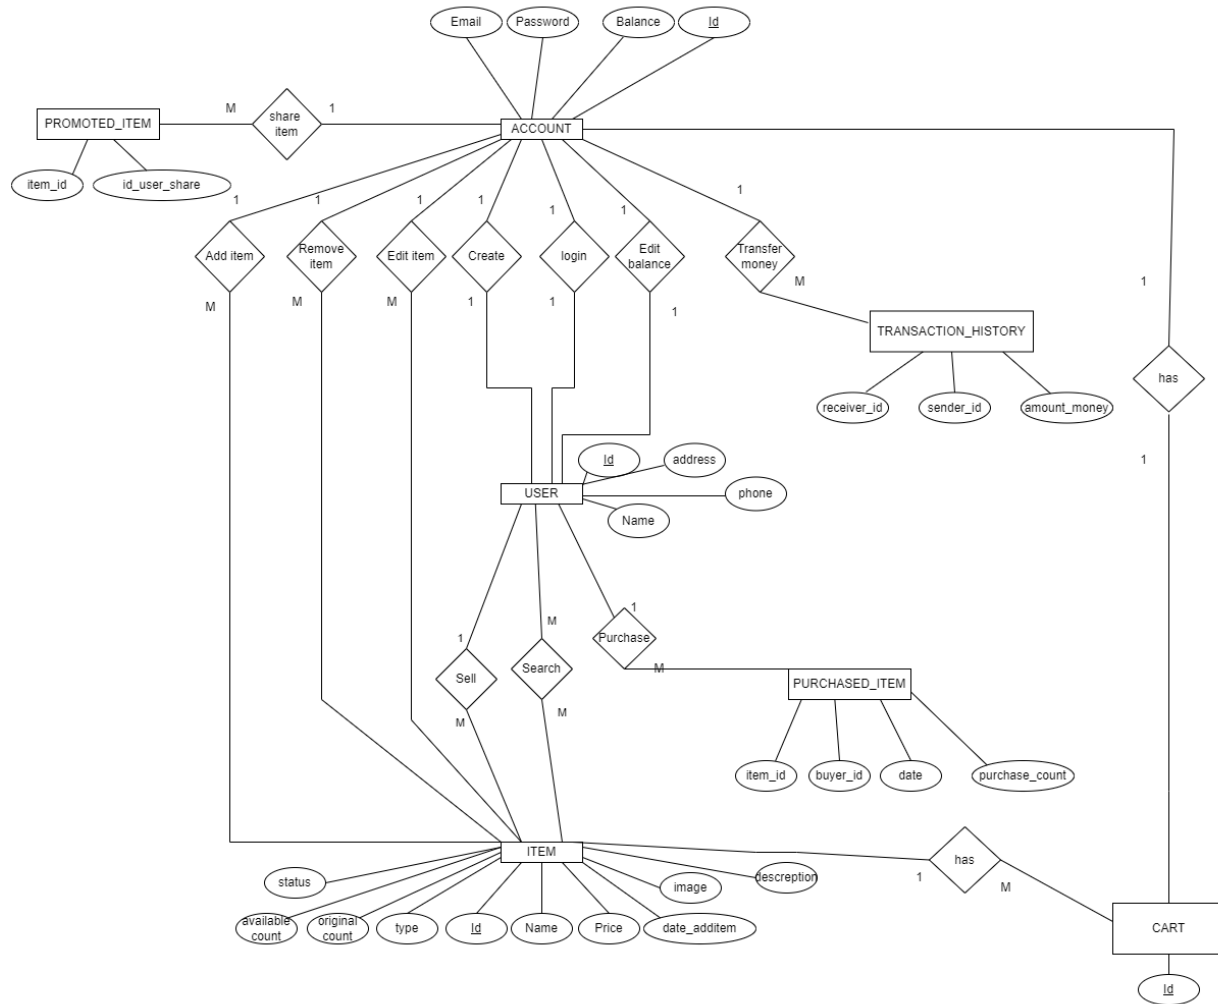 Email
Password
Balance
Id
M
share
item
1
PROMOTED_ITEM
ACCOUNT
item_id
id_user_share
1
1
1
1
1
1
1
Add item
Remove
item
Edit item
Create
login
Edit
balance
Transfer
money
M
M
M
1
1
1
M
1
TRANSACTION_HISTORY
has
receiver_id
sender_id
amount_money
1
Id
address
USER
phone
Name
1
M
1
Purchase
Sell
Search
M
M
M
PURCHASED_ITEM
item_id
buyer_id
date
purchase_count
ITEM
has
1
M
status
image
descreption
available
count
original
count
type
Id
Name
Price
date_additem
CART
Id